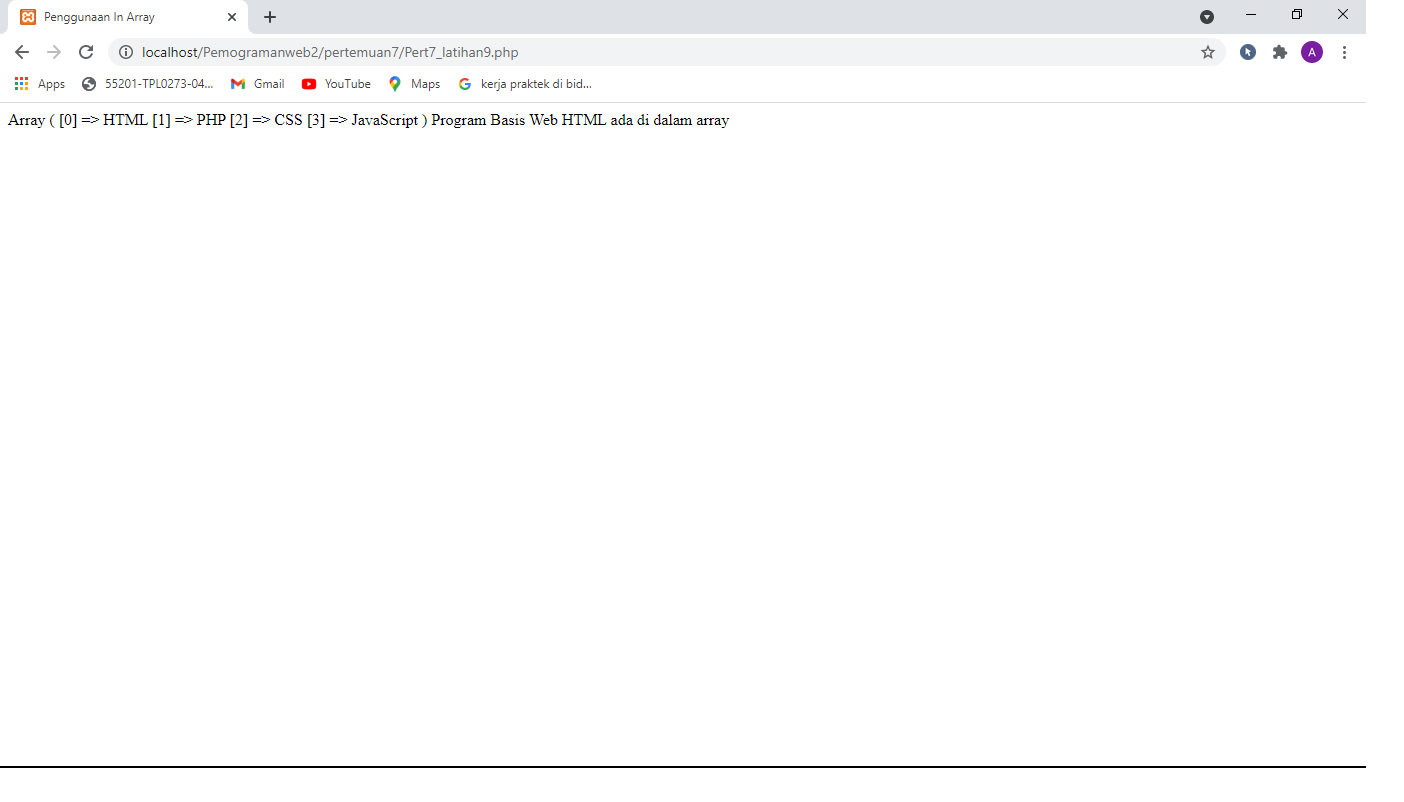 Penggunaan In Array
localhost/Pemogramanweb2/pertemuan7/Pert7_latihan9.php
A
Apps 55201-TPL0273-04... Gmail YouTube Maps kerja praktek di bid...
Array ( [0] => HTML [1] => PHP [2] => CSS [3] => JavaScript ) Program Basis Web HTML ada di dalam array